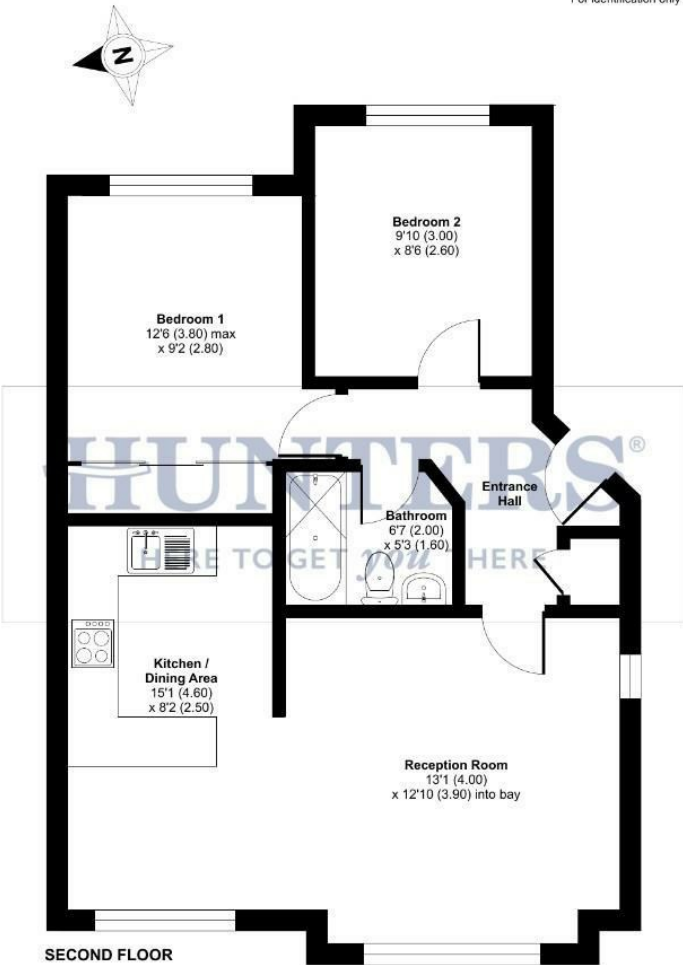 For identification only
N
Bedroom 2
9'10 (3.00)
x 8'6 (2.60)
Bedroom 1
12'6 (3.80) max
x 9'2 (2.80)
HUNTERS®
HERE TO GET you THERE
Entrance
Hall
Bathroom
6'7 (2.00)
x 5'3 (1.60)
Kitchen /
Dining Area
15'1 (4.60)
x 8'2 (2.50)
Reception Room
13'1 (4.00)
x 12'10 (3.90) into bay
SECOND FLOOR